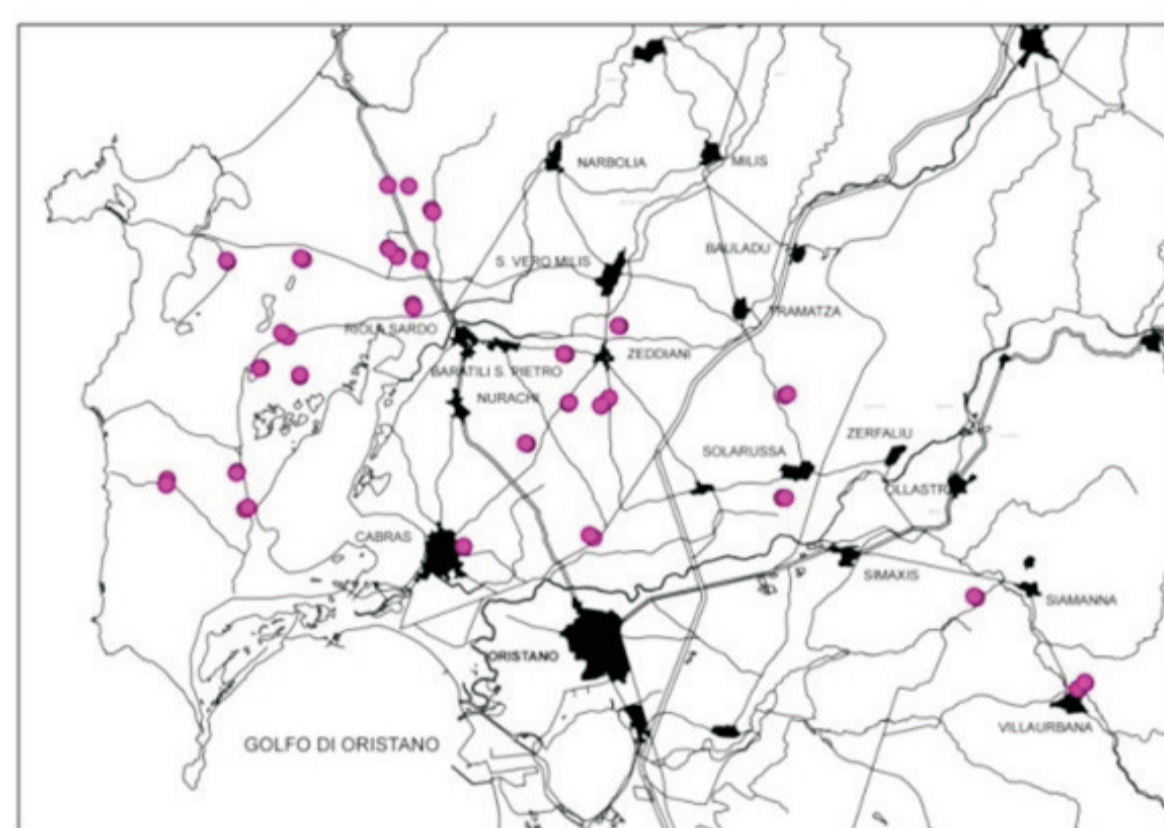 NARBOLIA
MILIS
BAULADU
S. VERO MILIS
TRAMATZA
RIOLA SARDO
ZEDDIANI
BARATILI S. PIETRO
NURACHI
ZERFALIU
SOLARUSSA
OLLASTRA
CABRAS
SIMAXIS
SIAMANNA
ORISTANO
VILLAURBANA
GOLFO DI ORISTANO